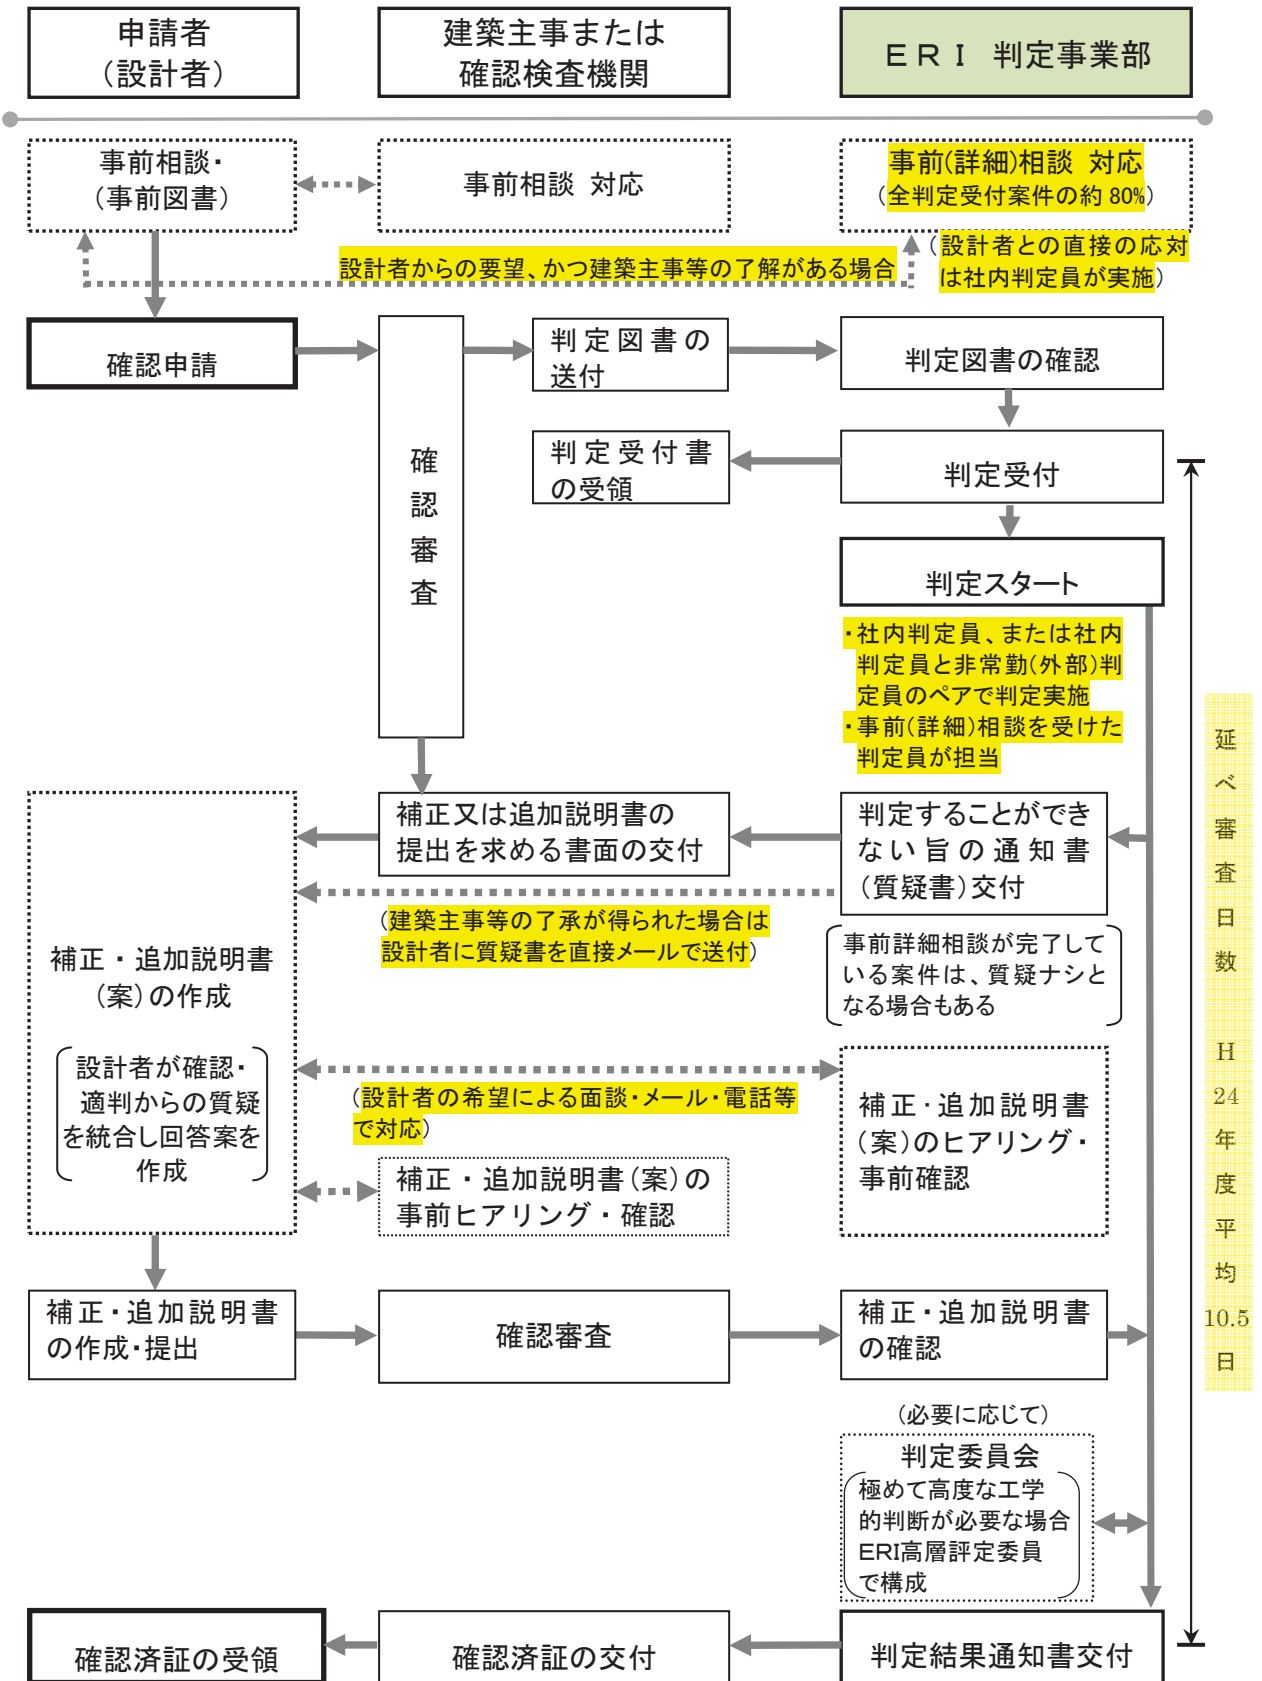 申請者
（設計者）
建築主事または
確認検査機関
ＥＲＩ 判定事業部
事前相談・
（事前図書）
事前相談 対応
事前(詳細)相談 対応
（全判定受付案件の約 80%）
設計者からの要望、かつ建築主事等の了解がある場合
（設計者との直接の応対
は社内判定員が実施）
確認申請
確認審査
判定図書の
送付
判定図書の確認
判定受付書
の受領
判定受付
判定スタート
・社内判定員、または社内
判定員と非常勤(外部)判
定員のペアで判定実施
・事前(詳細)相談を受けた
判定員が担当
補正又は追加説明書の
提出を求める書面の交付
判定することができ
ない旨の通知書
（質疑書）交付
（建築主事等の了承が得られた場合は
設計者に質疑書を直接メールで送付）
事前詳細相談が完了して
いる案件は、質疑ナシと
なる場合もある
補正・追加説明書
（案）の作成
設計者が確認・
適判からの質疑
を統合し回答案を
作成
（設計者の希望による面談・メール・電話等
で対応）
補正・追加説明書（案）の
事前ヒアリング・確認
補正・追加説明書
（案）のヒアリング・
事前確認
補正・追加説明書
の作成・提出
確認審査
補正・追加説明書
の確認
（必要に応じて）
判定委員会
極めて高度な工学
的判断が必要な場合
ERI高層評定委員
で構成
確認済証の受領
確認済証の交付
判定結果通知書交付
延べ審査日数 Ｈ24年度平均10.5日